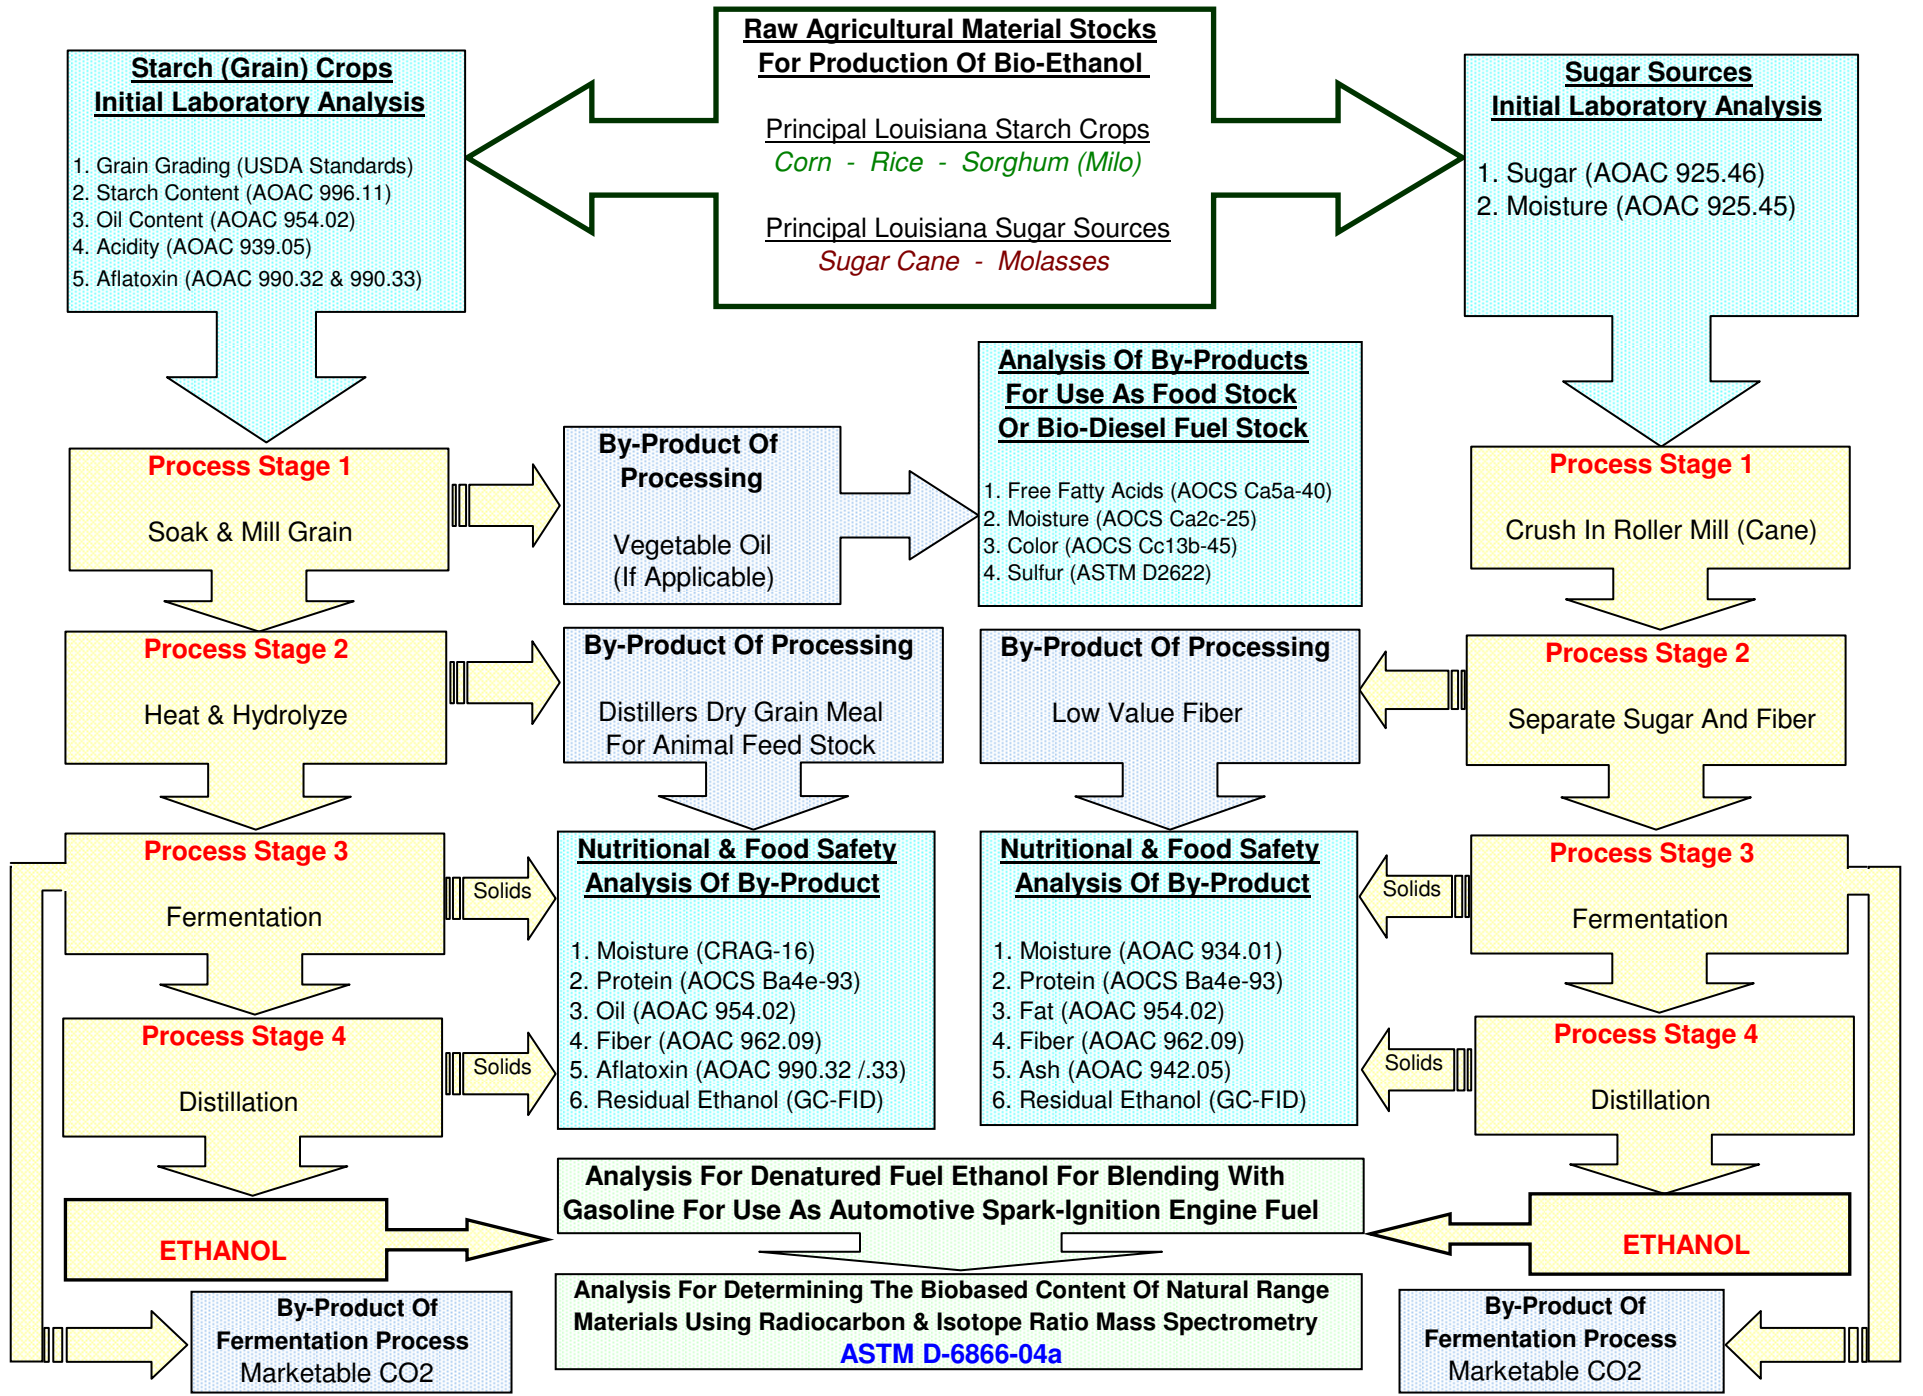 Raw Agricultural Material Stocks
For Production Of Bio-Ethanol
Principal Louisiana Starch Crops
Corn - Rice - Sorghum (Milo)
Principal Louisiana Sugar Sources
Sugar Cane - Molasses
Starch (Grain) Crops
Initial Laboratory Analysis
1. Grain Grading (USDA Standards)
2. Starch Content (AOAC 996.11)
3. Oil Content (AOAC 954.02)
4. Acidity (AOAC 939.05)
5. Aflatoxin (AOAC 990.32 & 990.33)
Sugar Sources
Initial Laboratory Analysis
1. Sugar (AOAC 925.46)
2. Moisture (AOAC 925.45)
Process Stage 1
Soak & Mill Grain
By-Product Of
Processing
Vegetable Oil
(If Applicable)
Analysis Of By-Products
For Use As Food Stock
Or Bio-Diesel Fuel Stock
1. Free Fatty Acids (AOCS Ca5a-40)
2. Moisture (AOCS Ca2c-25)
3. Color (AOCS Cc13b-45)
4. Sulfur (ASTM D2622)
Process Stage 1
Crush In Roller Mill (Cane)
Process Stage 2
Heat & Hydrolyze
By-Product Of Processing
Distillers Dry Grain Meal
For Animal Feed Stock
By-Product Of Processing
Low Value Fiber
Process Stage 2
Separate Sugar And Fiber
Process Stage 3
Fermentation
Solids
Nutritional & Food Safety
Analysis Of By-Product
1. Moisture (CRAG-16)
2. Protein (AOCS Ba4e-93)
3. Oil (AOAC 954.02)
4. Fiber (AOAC 962.09)
5. Aflatoxin (AOAC 990.32 /.33)
6. Residual Ethanol (GC-FID)
Nutritional & Food Safety
Analysis Of By-Product
1. Moisture (AOAC 934.01)
2. Protein (AOCS Ba4e-93)
3. Fat (AOAC 954.02)
4. Fiber (AOAC 962.09)
5. Ash (AOAC 942.05)
6. Residual Ethanol (GC-FID)
Solids
Process Stage 3
Fermentation
Process Stage 4
Distillation
Solids
Solids
Process Stage 4
Distillation
ETHANOL
Analysis For Denatured Fuel Ethanol For Blending With
Gasoline For Use As Automotive Spark-Ignition Engine Fuel
ETHANOL
Analysis For Determining The Biobased Content Of Natural Range
Materials Using Radiocarbon & Isotope Ratio Mass Spectrometry
ASTM D-6866-04a
By-Product Of
Fermentation Process
Marketable CO2
By-Product Of
Fermentation Process
Marketable CO2